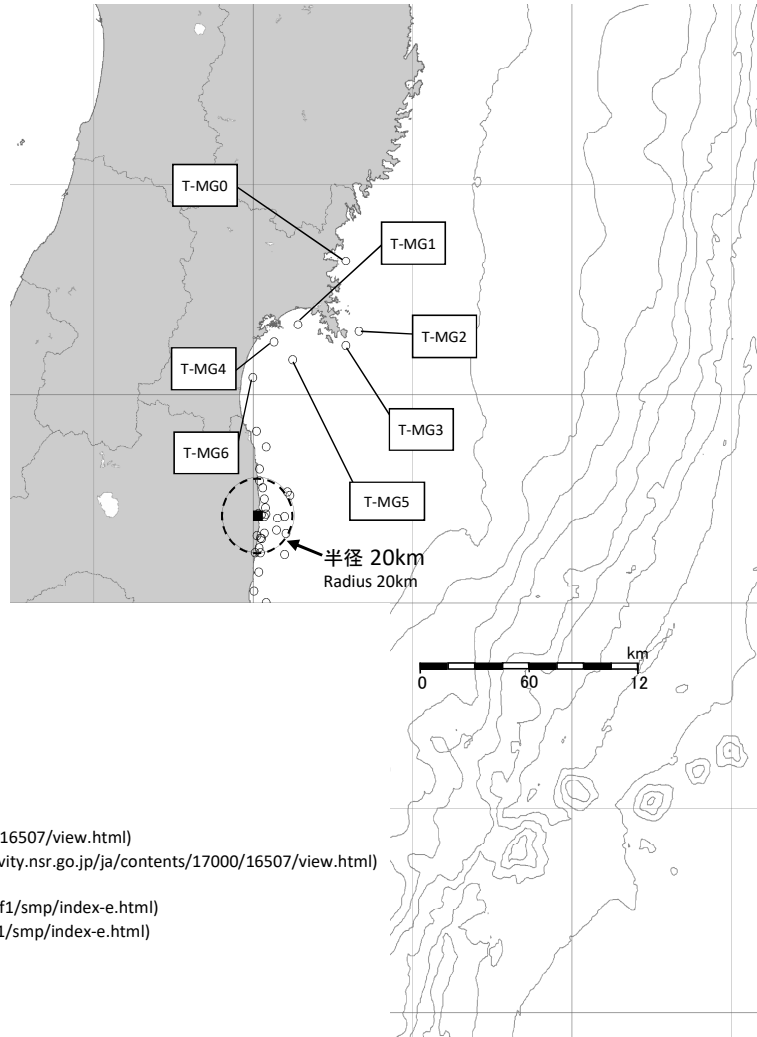 T-MG0
T-MG1
T-MG2
T-MG4
T-MG3
T-MG6
T-MG5
半径 20km
Radius 20km
km
0 60 12
16507/view.html)
vity.nsr.go.jp/ja/contents/17000/16507/view.html)
f1/smp/index-e.html)
1/smp/index-e.html)